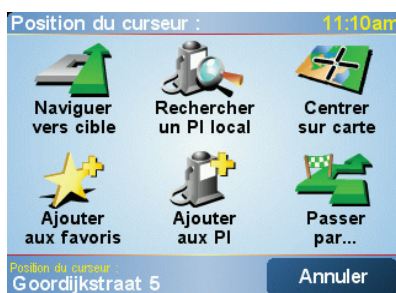 Position du curseur : 11:10am
Naviguer
vers cible
Rechercher
un PI local
Centrer
sur carte
Ajouter
aux favoris
Ajouter
aux PI
Passer
par...
Position du curseur :
Goordijkstraat 5
Annuler